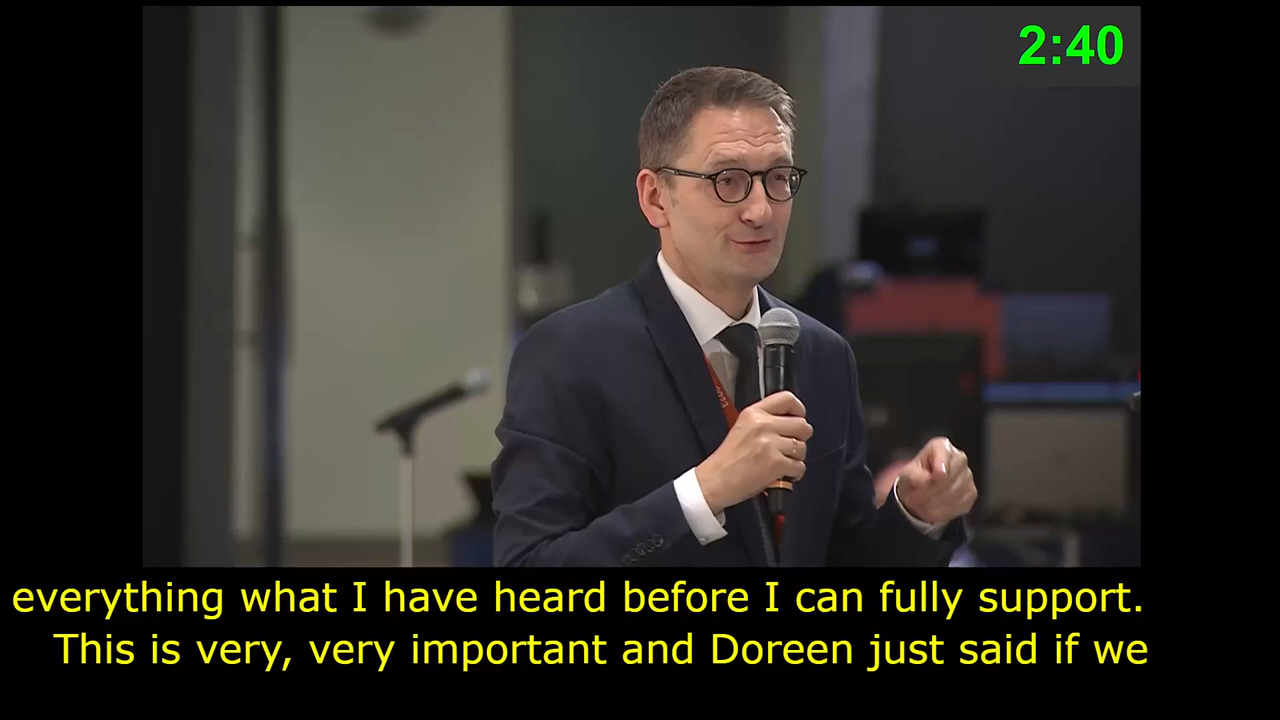 2:40
everything what I have heard before I can fully support.
This is very, very important and Doreen just said if we